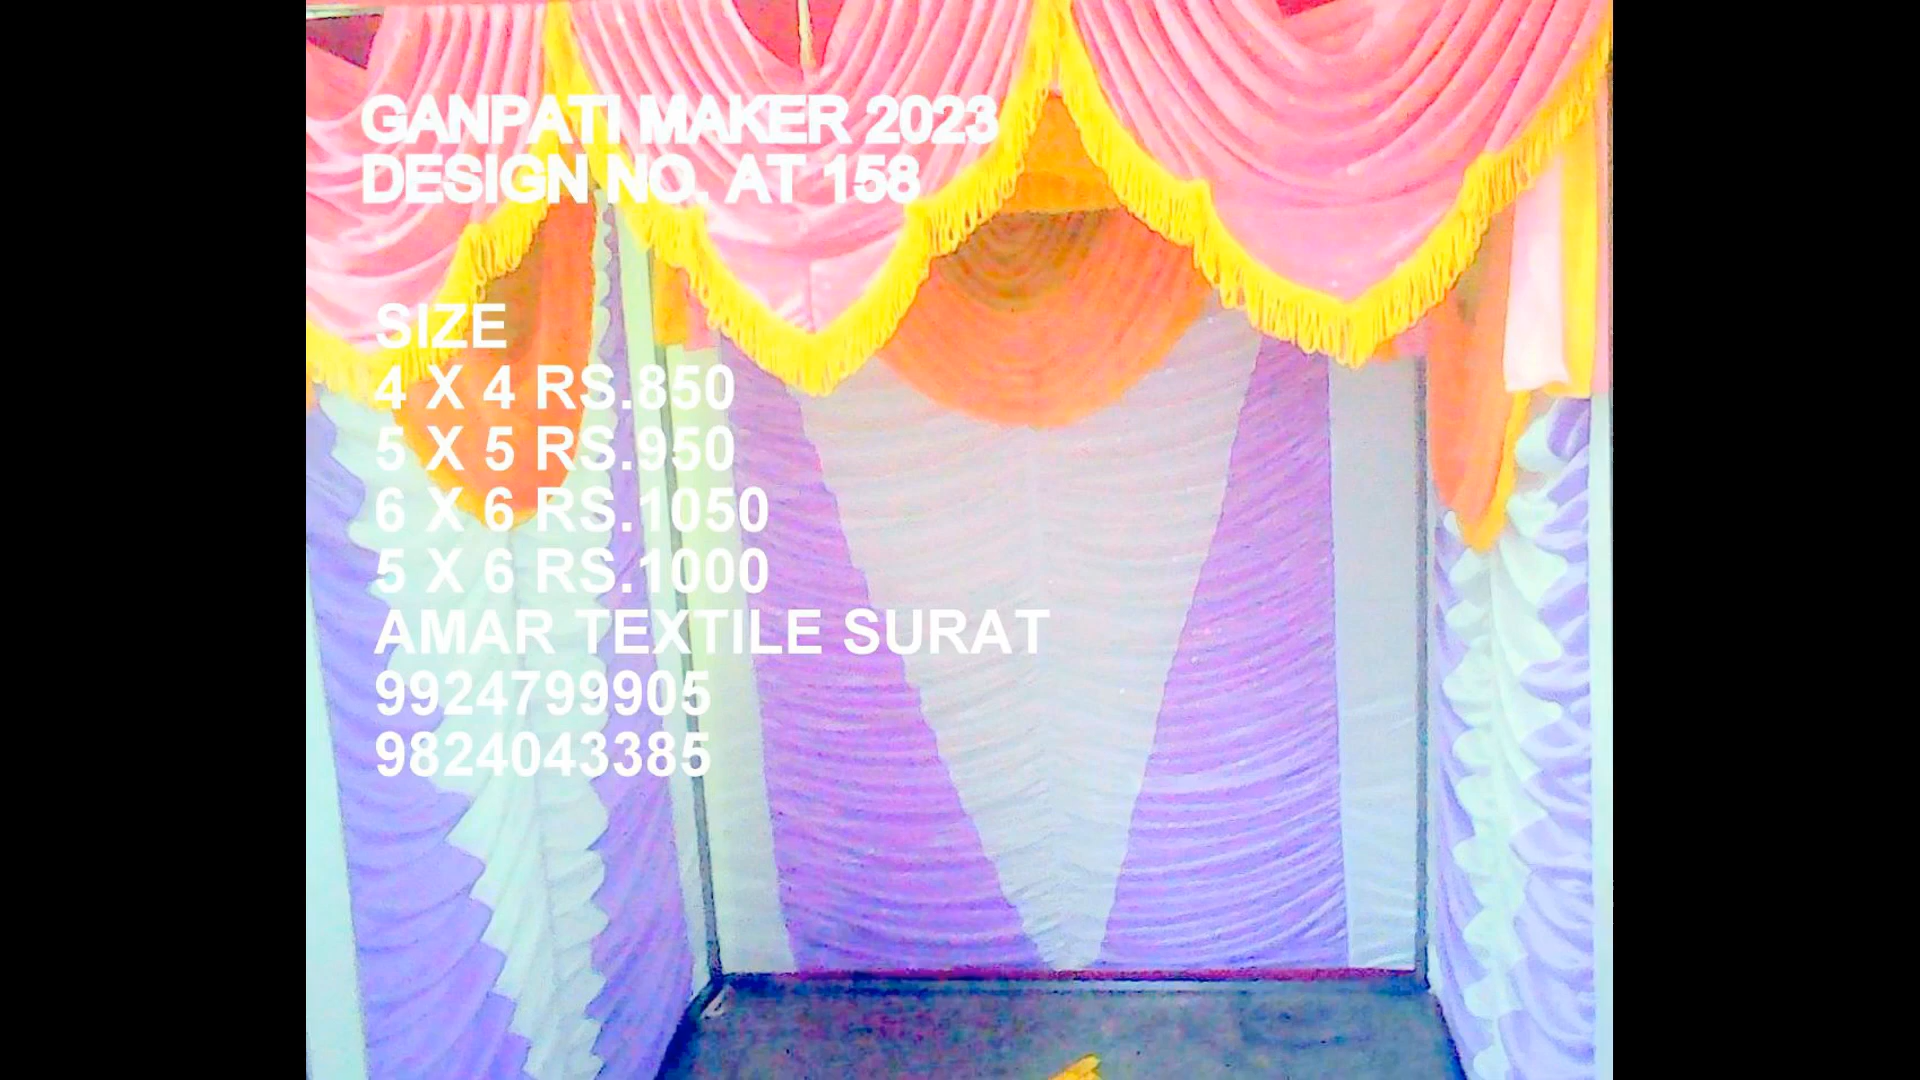 GANPATI MAKER 2023
DESIGN NO. AT 158
SIZE
4 X 4 RS.850
5 X 5 RS.950
6 X 6 RS.1050
5 X 6 RS.1000
AMAR TEXTILE SURAT
9924799905
9824043385